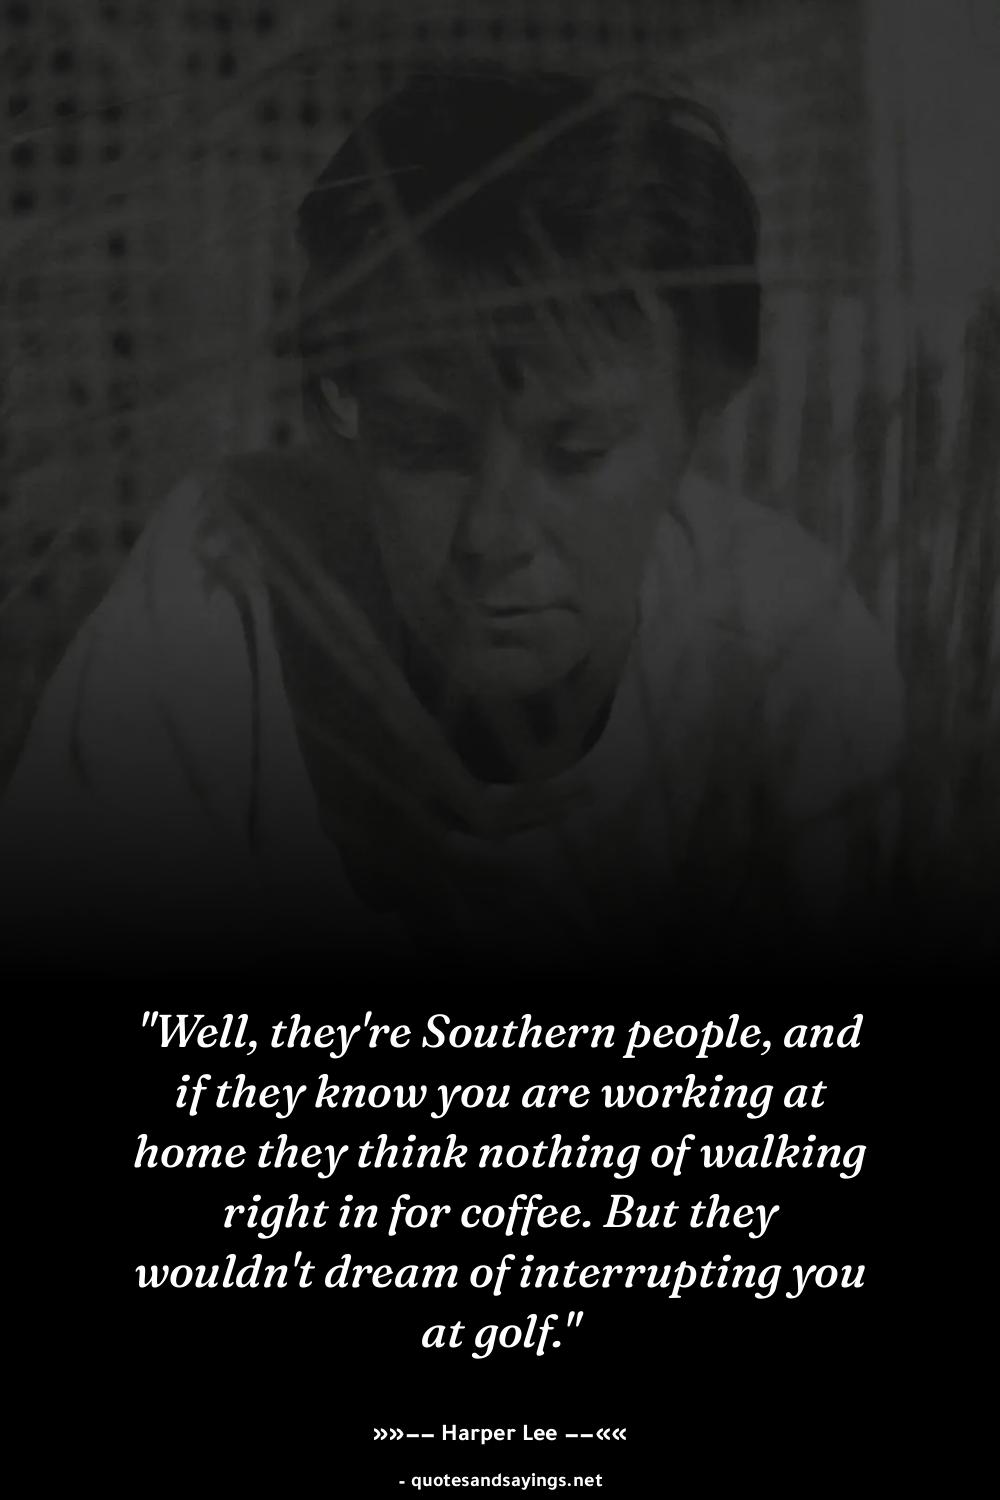 "Well, they're Southern people, and
if they know you are working at
home they think nothing of walking
right in for coffee. But they
wouldn't dream of interrupting you
at golf."
»»–– Harper Lee ––««
- quotesandsayings.net